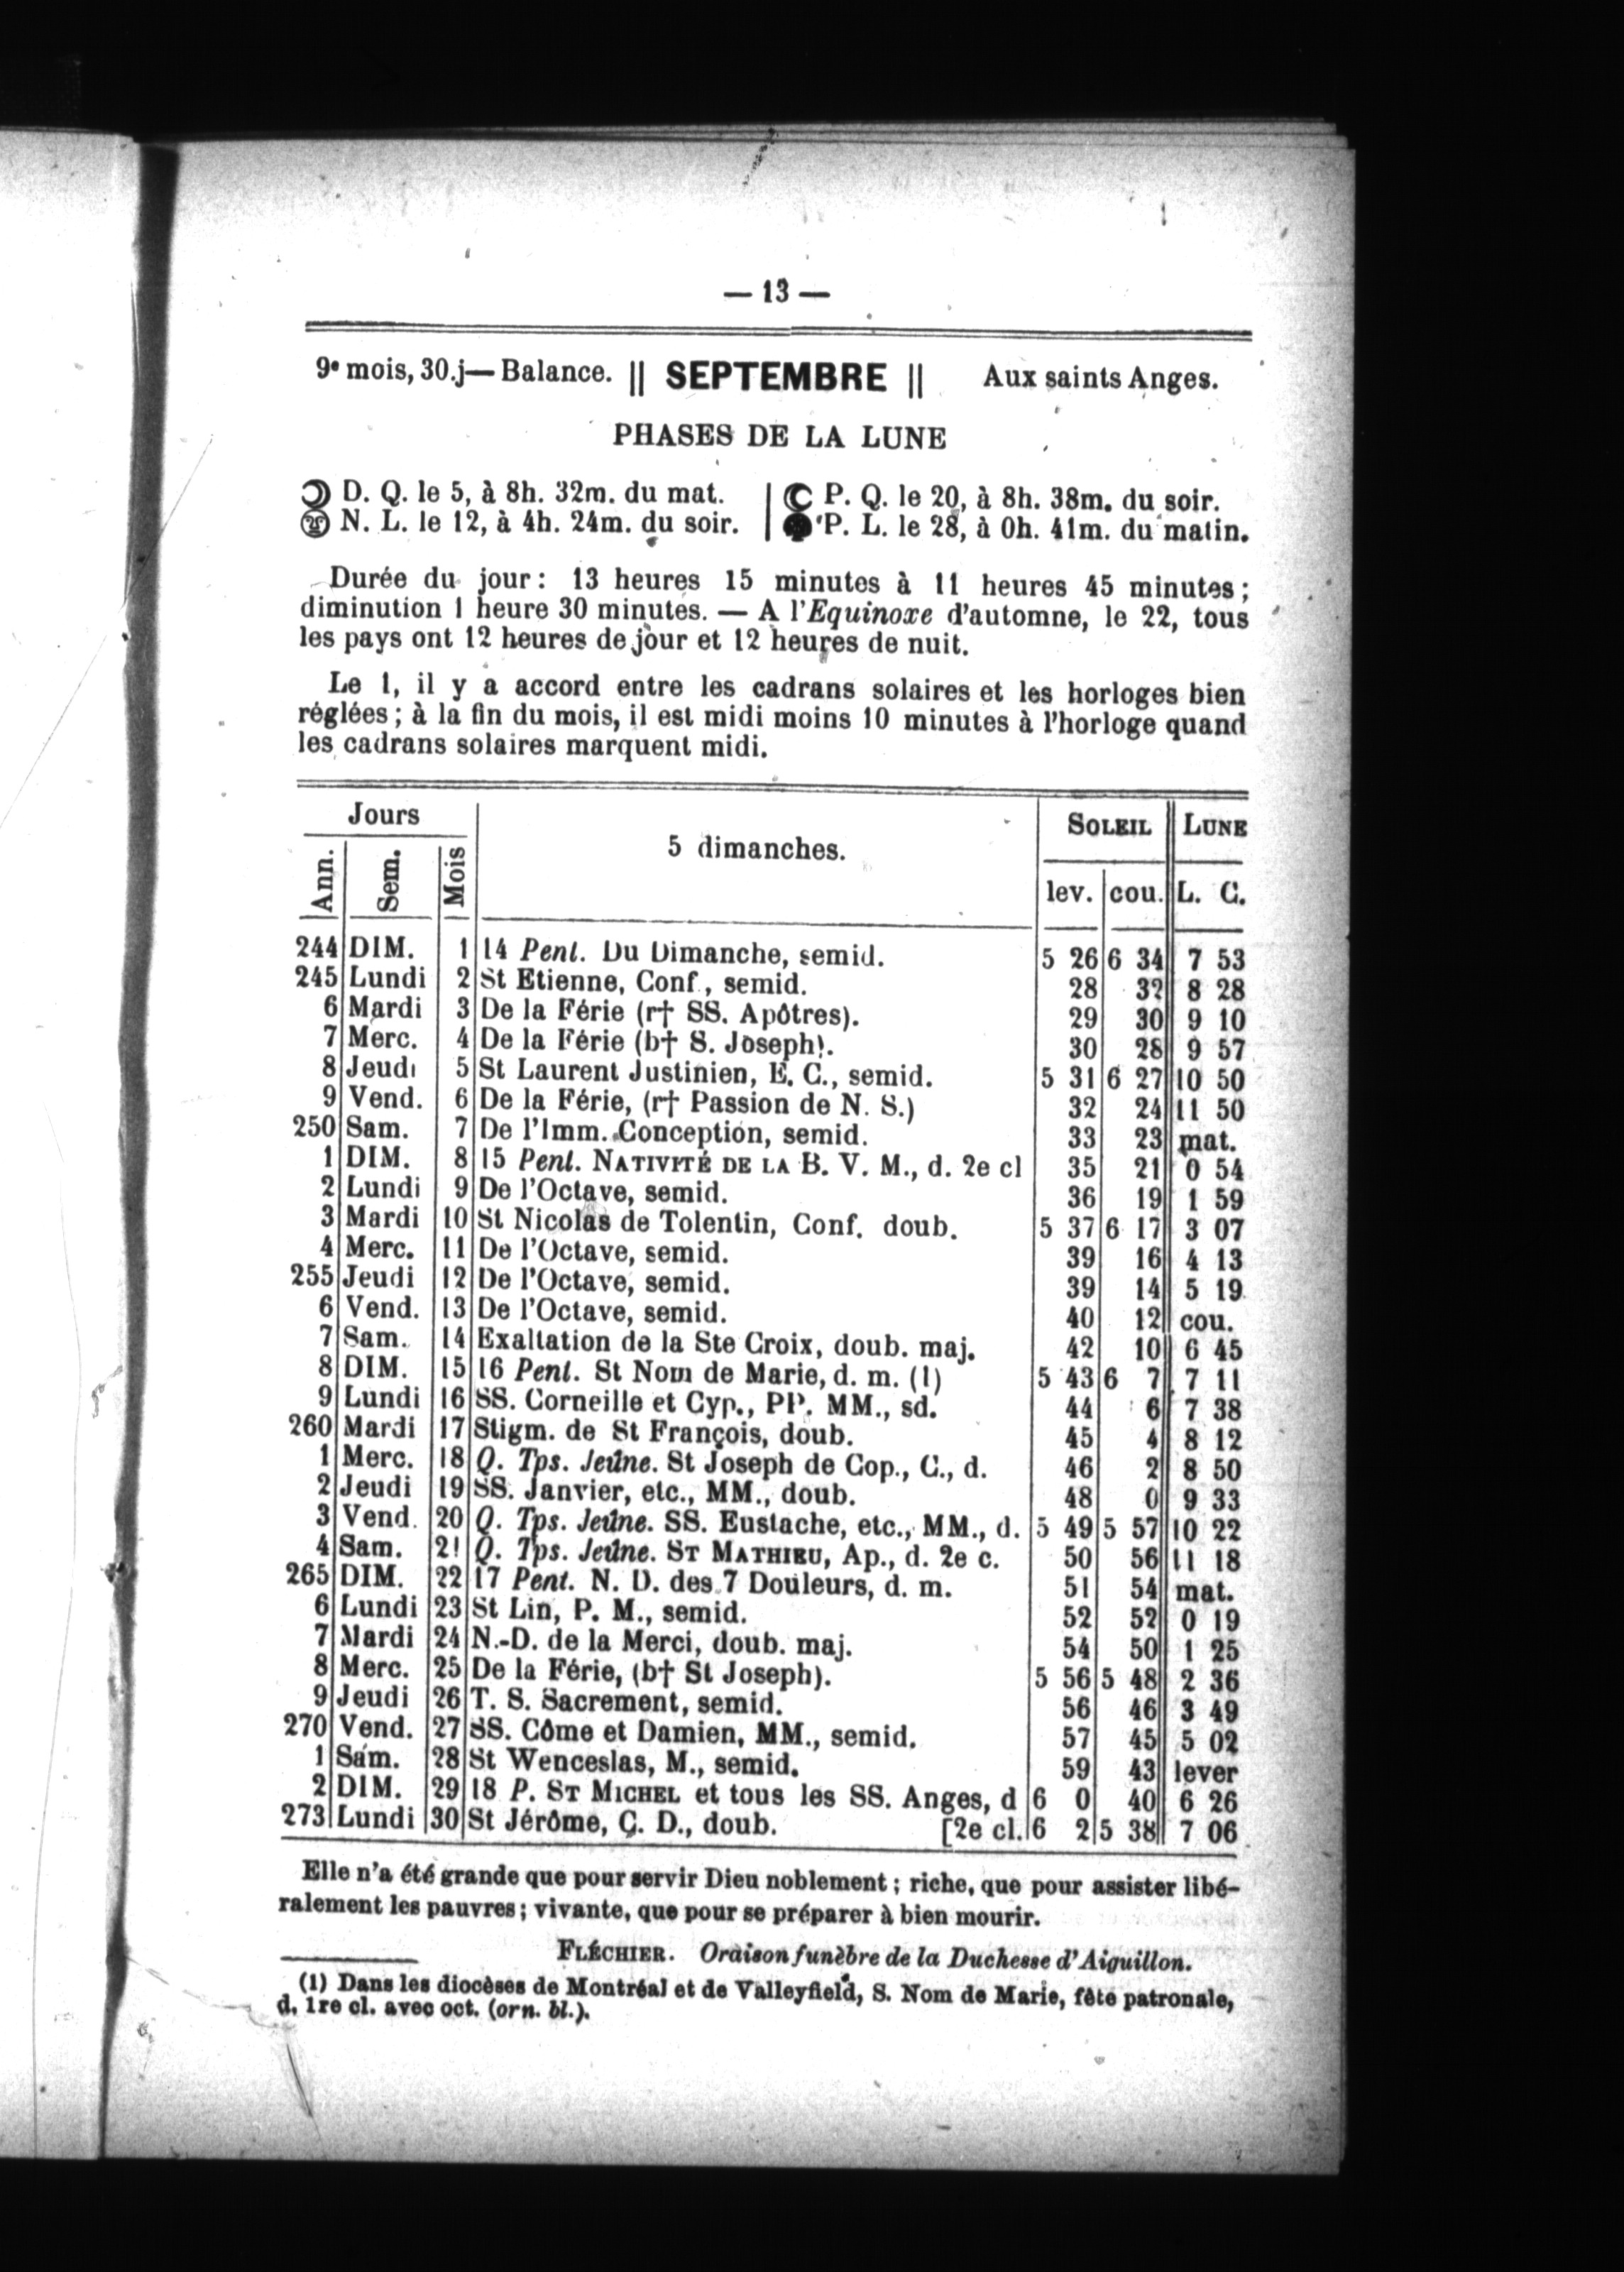 — 13 —
9e mois, 30.j— Balance. || SEPTEMBRE || Aux saints Anges.
PHASES DE LA LUNE
D. Q. le 5, à 8h. 32m. du mat. | P. Q. le 20, à 8h. 38m. du soir.
N. L. le 12, à 4h. 24m. du soir. | P. L. le 28, à 0h. 41m. du matin.
Durée du jour: 13 heures 15 minutes à 11 heures 45 minutes;
diminution 1 heure 30 minutes. — A l'Equinoxe d'automne, le 22, tous
les pays ont 12 heures de jour et 12 heures de nuit.
Le 1, il y a accord entre les cadrans solaires et les horloges bien
réglées; à la fin du mois, il est midi moins 10 minutes à l'horloge quand
les cadrans solaires marquent midi.
Jours 5 dimanches. SOLEIL LUNE
Ann. Sem. Mois lev. cou. L. C.
244 DIM. 1 14 Pent. Du Dimanche, semid. 5 26 6 34 7 53
245 Lundi 2 St Etienne, Conf., semid. 28 32 8 28
6 Mardi 3 De la Férie (r† SS. Apôtres). 29 30 9 10
7 Merc. 4 De la Férie (b† S. Joseph). 30 28 9 57
8 Jeudi 5 St Laurent Justinien, E. C., semid. 5 31 6 27 10 50
9 Vend. 6 De la Férie, (r† Passion de N. S.) 32 24 11 50
250 Sam. 7 De l'Imm. Conception, semid. 33 23 mat.
1 DIM. 8 15 Pent. NATIVITÉ DE LA B. V. M., d. 2e cl 35 21 0 54
2 Lundi 9 De l'Octave, semid. 36 19 1 59
3 Mardi 10 St Nicolas de Tolentin, Conf. doub. 5 37 6 17 3 07
4 Merc. 11 De l'Octave, semid. 39 16 4 13
255 Jeudi 12 De l'Octave, semid. 39 14 5 19
6 Vend. 13 De l'Octave, semid. 40 12 cou.
7 Sam. 14 Exaltation de la Ste Croix, doub. maj. 42 10 6 45
8 DIM. 15 16 Pent. St Nom de Marie, d. m. (1) 5 43 6 7 7 11
9 Lundi 16 SS. Corneille et Cyp., PP. MM., sd. 44 6 7 38
260 Mardi 17 Stigm. de St François, doub. 45 4 8 12
1 Merc. 18 Q. Tps. Jeûne. St Joseph de Cop., C., d. 46 2 8 50
2 Jeudi 19 SS. Janvier, etc., MM., doub. 48 0 9 33
3 Vend. 20 Q. Tps. Jeûne. SS. Eustache, etc., MM., d. 5 49 5 57 10 22
4 Sam. 21 Q. Tps. Jeûne. ST MATHIEU, Ap., d. 2e c. 50 56 11 18
265 DIM. 22 17 Pent. N. D. des 7 Douleurs, d. m. 51 54 mat.
6 Lundi 23 St Lin, P. M., semid. 52 52 0 19
7 Mardi 24 N.-D. de la Merci, doub. maj. 54 50 1 25
8 Merc. 25 De la Férie, (b† St Joseph). 5 56 5 48 2 36
9 Jeudi 26 T. S. Sacrement, semid. 56 46 3 49
270 Vend. 27 SS. Côme et Damien, MM., semid. 57 45 5 02
1 Sam. 28 St Wenceslas, M., semid. 59 43 lever
2 DIM. 29 18 P. ST MICHEL et tous les SS. Anges, d 6 0 40 6 26
273 Lundi 30 St Jérôme, C. D., doub. [2e cl. 6 2 5 38 7 06
Elle n'a été grande que pour servir Dieu noblement; riche, que pour assister libé-
ralement les pauvres; vivante, que pour se préparer à bien mourir.
FLÉCHIER. Oraison funèbre de la Duchesse d'Aiguillon.
(1) Dans les diocèses de Montréal et de Valleyfield, S. Nom de Marie, fête patronale,
d. 1re cl. avec oct. (orn. bl.).